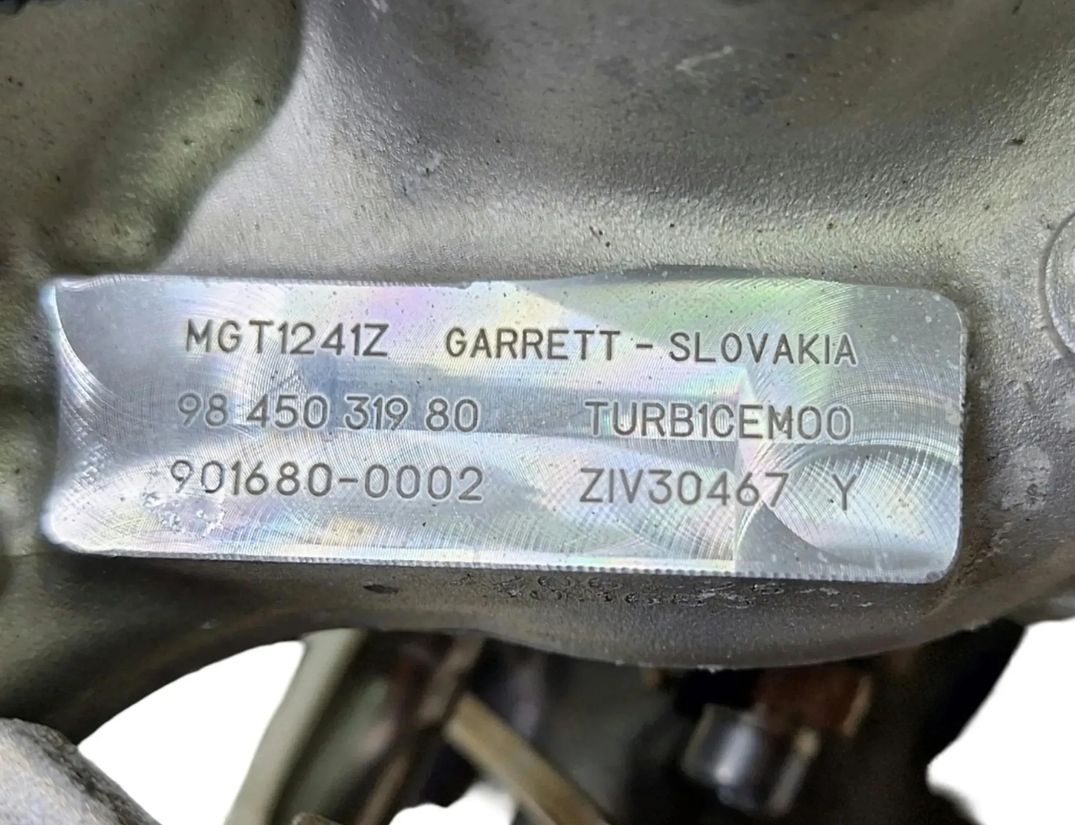 MGT1241Z GARRETT - SLOVAKIA
98 450 319 80 TURB1CEM00
901680-0002 ZIV30467 Y